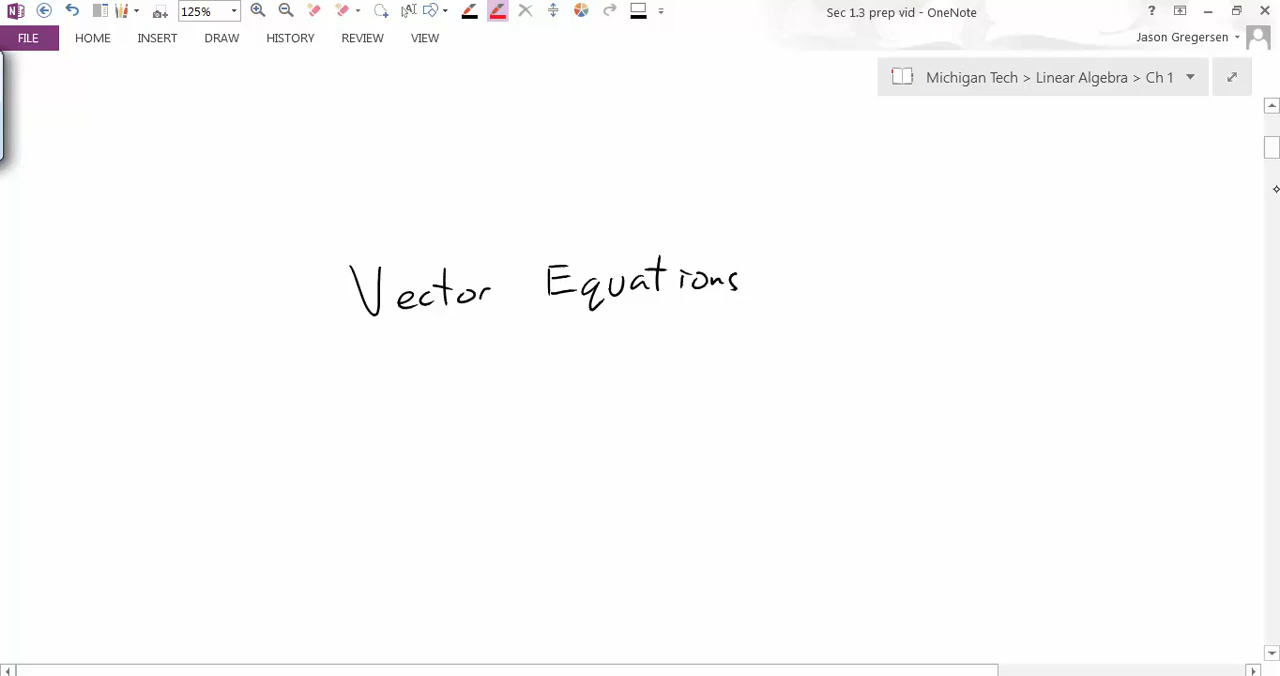 125%
Sec 1.3 prep vid - OneNote
?
FILE HOME INSERT DRAW HISTORY REVIEW VIEW
Jason Gregersen
Michigan Tech > Linear Algebra > Ch 1
Vector Equations